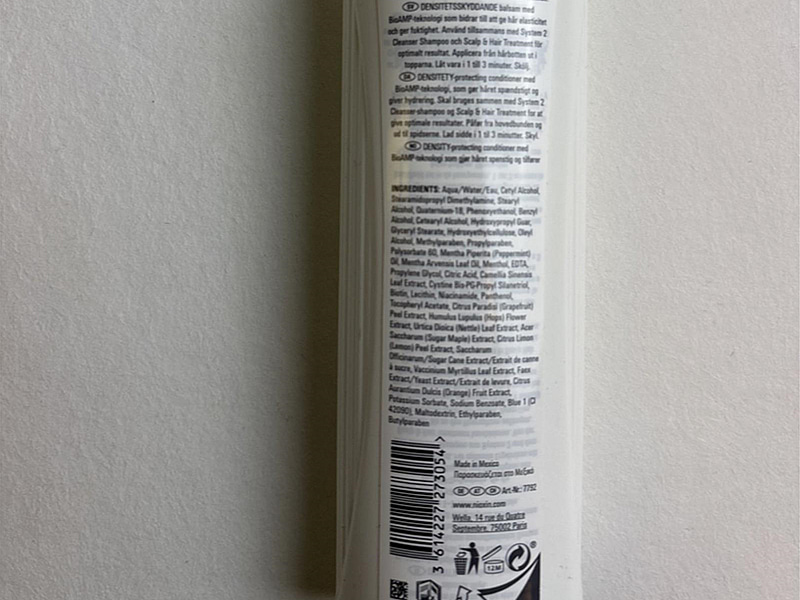 SV DENSITETSSKYDDANDE balsam med
BioAMP-teknologi som bidrar till att ge hår elasticitet
och ger fuktighet. Använd tillsammans med System 2
Cleanser Shampoo och Scalp & Hair Treatment för
optimalt resultat. Applicera från hårbotten ut i
topparna. Låt vara i 1 till 3 minuter. Skölj.
DA DENSITETY-protecting conditioner med
BioAMP-teknologi, som gør håret spændstigt og
giver hydrering. Skal bruges sammen med System 2
Cleanser-shampoo og Scalp & Hair Treatment for at
give optimale resultater. Påfør fra hovedbunden og
ud til spidserne. Lad sidde i 1 til 3 minutter. Skyl.
NO DENSITY-protecting conditioner med
BioAMP-teknologi som gjør håret spenstig og tilfører
INGREDIENTS: Aqua/Water/Eau, Cetyl Alcohol,
Stearamidopropyl Dimethylamine, Stearyl
Alcohol, Quaternium-18, Phenoxyethanol, Benzyl
Alcohol, Cetearyl Alcohol, Hydroxypropyl Guar,
Glyceryl Stearate, Hydroxyethylcellulose, Oleyl
Alcohol, Methylparaben, Propylparaben,
Polysorbate 60, Mentha Piperita (Peppermint)
Oil, Mentha Arvensis Leaf Oil, Menthol, EDTA,
Propylene Glycol, Citric Acid, Camellia Sinensis
Leaf Extract, Cystine Bis-PG-Propyl Silanetriol,
Biotin, Lecithin, Niacinamide, Panthenol,
Tocopheryl Acetate, Citrus Paradisi (Grapefruit)
Peel Extract, Humulus Lupulus (Hops) Flower
Extract, Urtica Dioica (Nettle) Leaf Extract, Acer
Saccharum (Sugar Maple) Extract, Citrus Limon
(Lemon) Peel Extract, Saccharum
Officinarum/Sugar Cane Extract/Extrait de canne
à sucre, Vaccinium Myrtillus Leaf Extract, Faex
Extract/Yeast Extract/Extrait de levure, Citrus
Aurantium Dulcis (Orange) Fruit Extract,
Potassium Sorbate, Sodium Benzoate, Blue 1 (CI
42090), Maltodextrin, Ethylparaben,
Butylparaben
3 614227 273054 >
Made in Mexico
Παρασκευάζεται στο Μεξικό
DE AT CH Art-Nr.: 7792
www.nioxin.com
Wella, 14 rue du Quatre
Septembre, 75002 Paris
12M
®